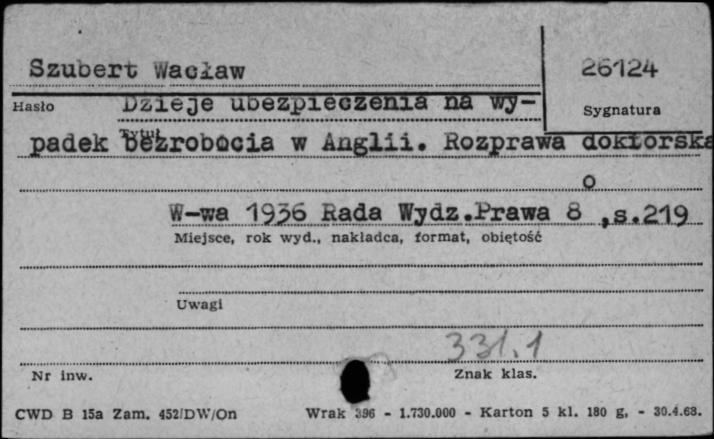 Szubert Wacław 26124
Hasło Dzieje ubezpieczenia na wy- Sygnatura
Tytuł
padek bezrobocia w Anglii. Rozprawa doktorska
o
W-wa 1936 Rada Wydz.Prawa 8 ,s.219
Miejsce, rok wyd., nakładca, format, objętość
Uwagi
331.1
Nr inw. Znak klas.
CWD B 15a Zam. 452/DW/On Wrak 396 - 1.730.000 - Karton 5 kl. 180 g. - 30.4.68.